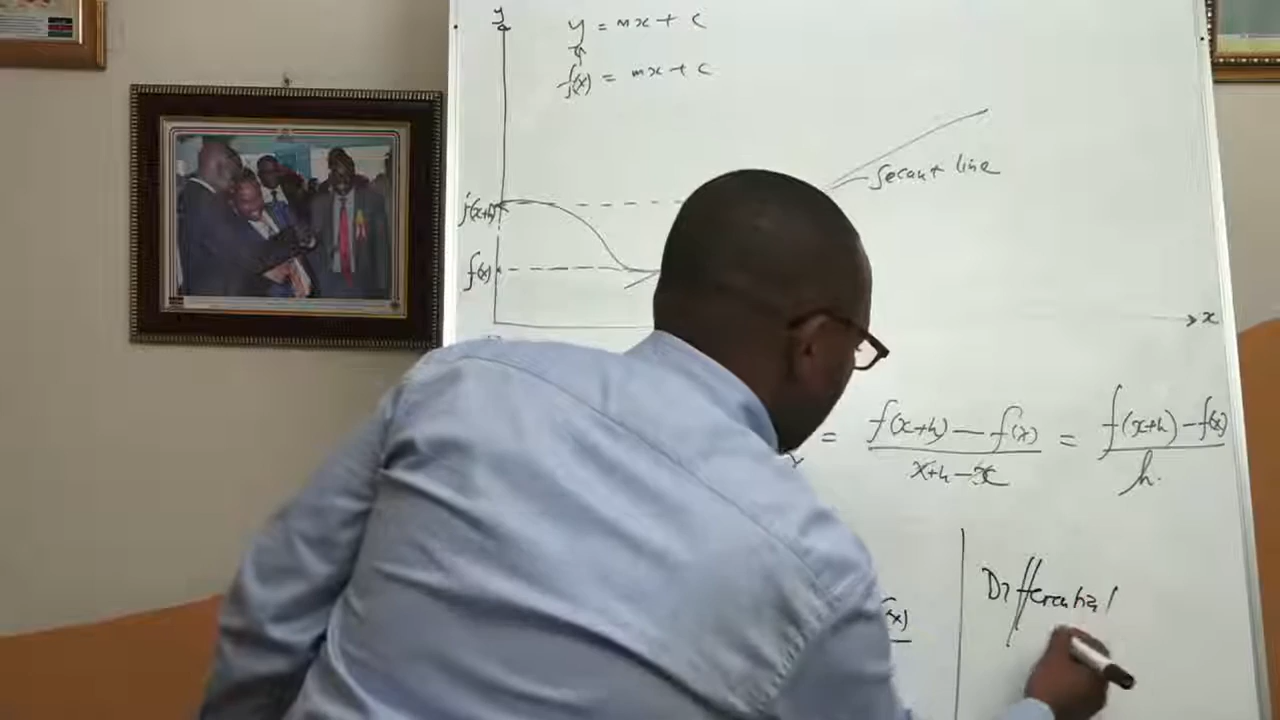 y
y = mx + c
f(x) = mx + c
Secant line
f(x+h)
f(x)
x
= f(x+h) — f(x) = f(x+h) – f(x)
x+h – x h
f(x)
Differential